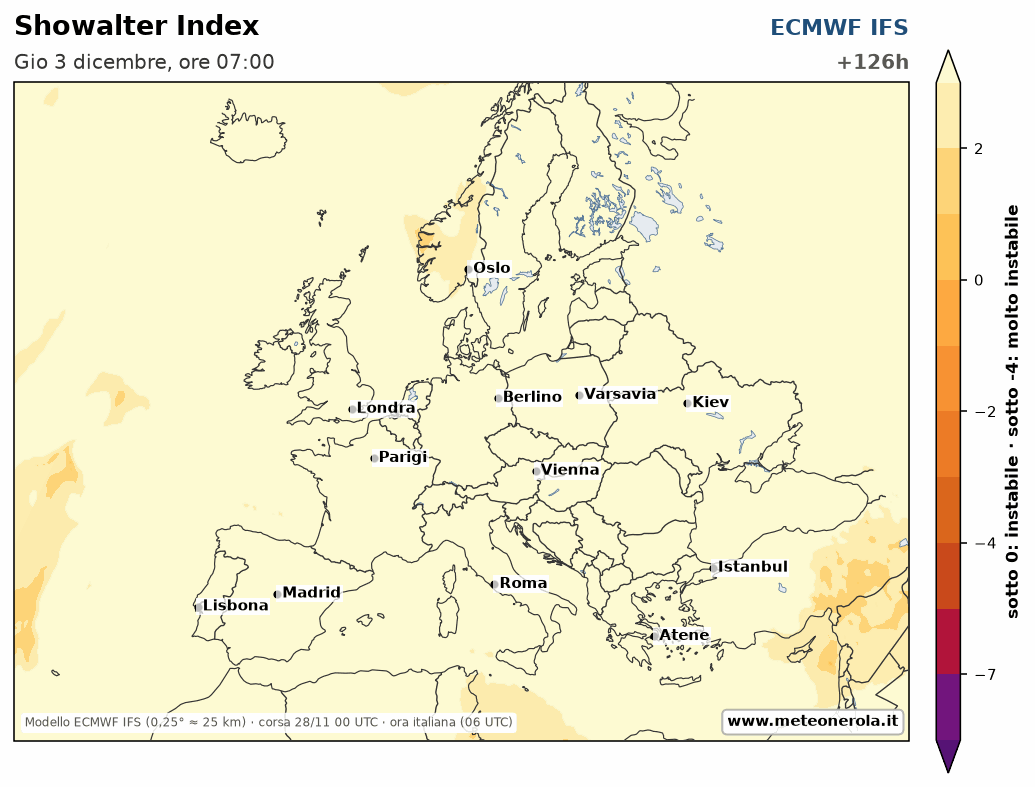 Showalter Index
ECMWF IFS
Gio 3 dicembre, ore 07:00
+126h
Oslo
Berlino
Varsavia
Kiev
Londra
Parigi
Vienna
Istanbul
Roma
Madrid
Lisbona
Atene
Modello ECMWF IFS (0,25° ≈ 25 km) · corsa 28/11 00 UTC · ora italiana (06 UTC)
www.meteonerola.it
2
0
−2
−4
−7
sotto 0: instabile · sotto -4: molto instabile